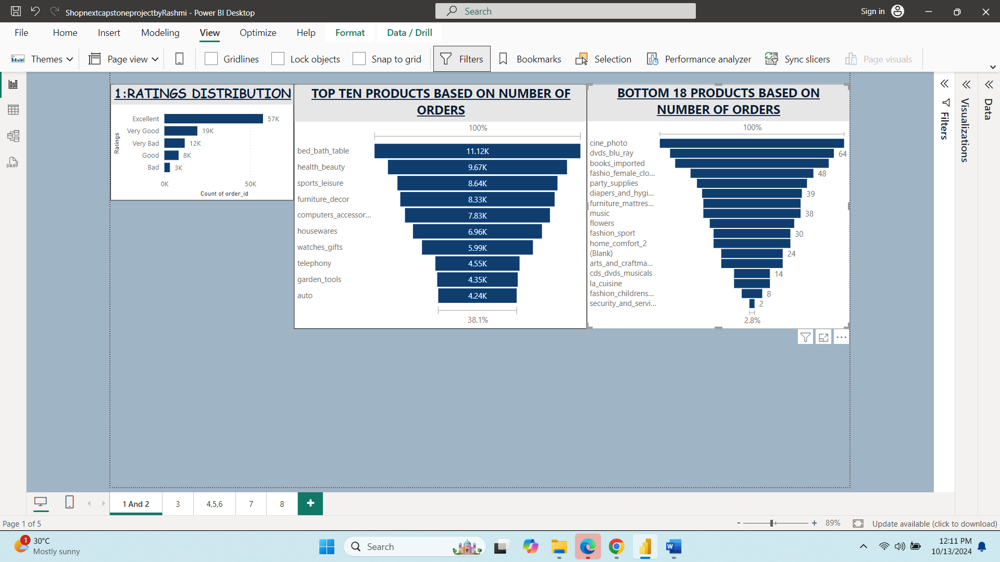 ShopnextcapstoneprojectbyRashmi - Power BI Desktop
Search
Sign in
File Home Insert Modeling View Optimize Help Format Data / Drill
Themes Page view Gridlines Lock objects Snap to grid Filters Bookmarks Selection Performance analyzer Sync slicers Page visuals
DAX
1:RATINGS DISTRIBUTION
Ratings
Excellent 57K
Very Good 19K
Very Bad 12K
Good 8K
Bad 3K
0K 50K
Count of order_id
TOP TEN PRODUCTS BASED ON NUMBER OF
ORDERS
100%
bed_bath_table 11.12K
health_beauty 9.67K
sports_leisure 8.64K
furniture_decor 8.33K
computers_accessor... 7.83K
housewares 6.96K
watches_gifts 5.99K
telephony 4.55K
garden_tools 4.35K
auto 4.24K
38.1%
BOTTOM 18 PRODUCTS BASED ON
NUMBER OF ORDERS
100%
cine_photo
dvds_blu_ray 64
books_imported
fashio_female_clo... 48
party_supplies
diapers_and_hygi... 39
furniture_mattres...
music 38
flowers
fashion_sport 30
home_comfort_2
(Blank) 24
arts_and_craftma...
cds_dvds_musicals 14
la_cuisine
fashion_childrens... 8
security_and_servi... 2
2.8%
Filters
Visualizations
Data
1 And 2 3 4,5,6 7 8 +
Page 1 of 5
- + 89% Update available (click to download)
1
30°C
Mostly sunny
Search
12:11 PM
10/13/2024